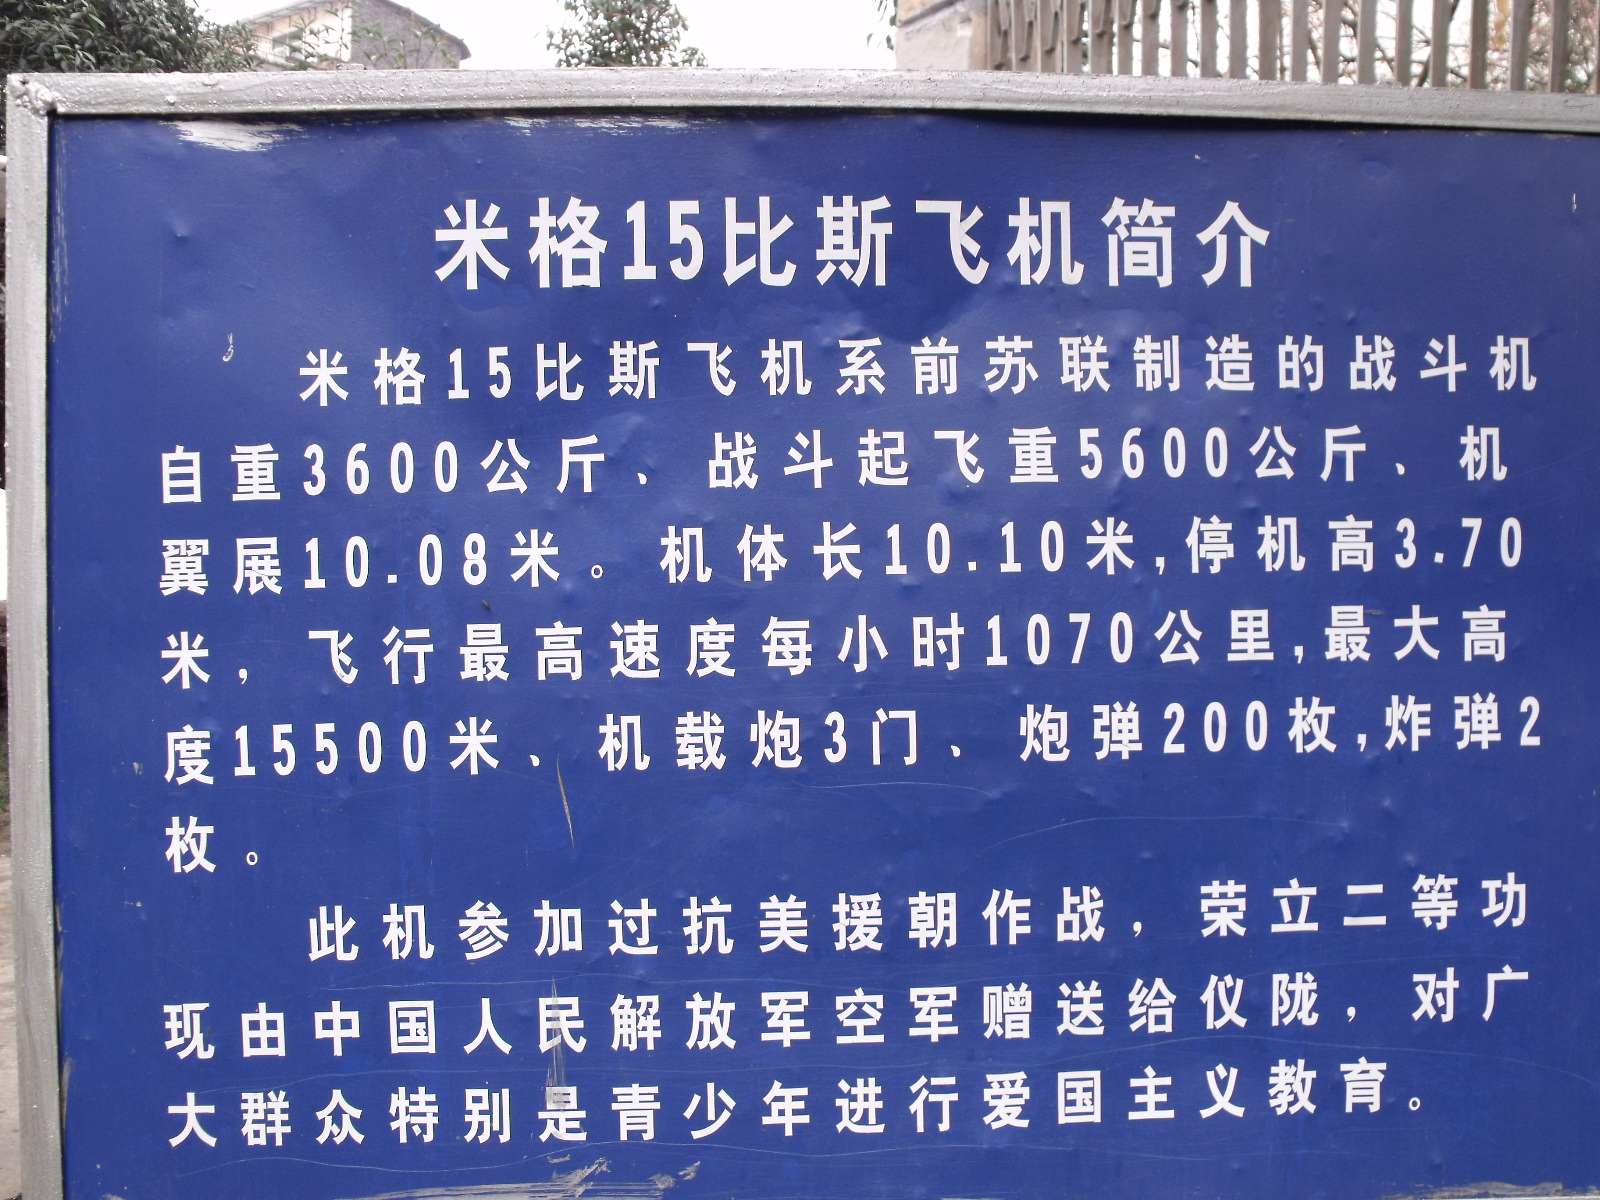 米格15比斯飞机简介
米格15比斯飞机系前苏联制造的战斗机
自重3600公斤、战斗起飞重5600公斤、机
翼展10.08米。机体长10.10米,停机高3.70
米，飞行最高速度每小时1070公里,最大高
度15500米、机载炮3门、炮弹200枚,炸弹2
枚。
此机参加过抗美援朝作战，荣立二等功
现由中国人民解放军空军赠送给仪陇，对广
大群众特别是青少年进行爱国主义教育。